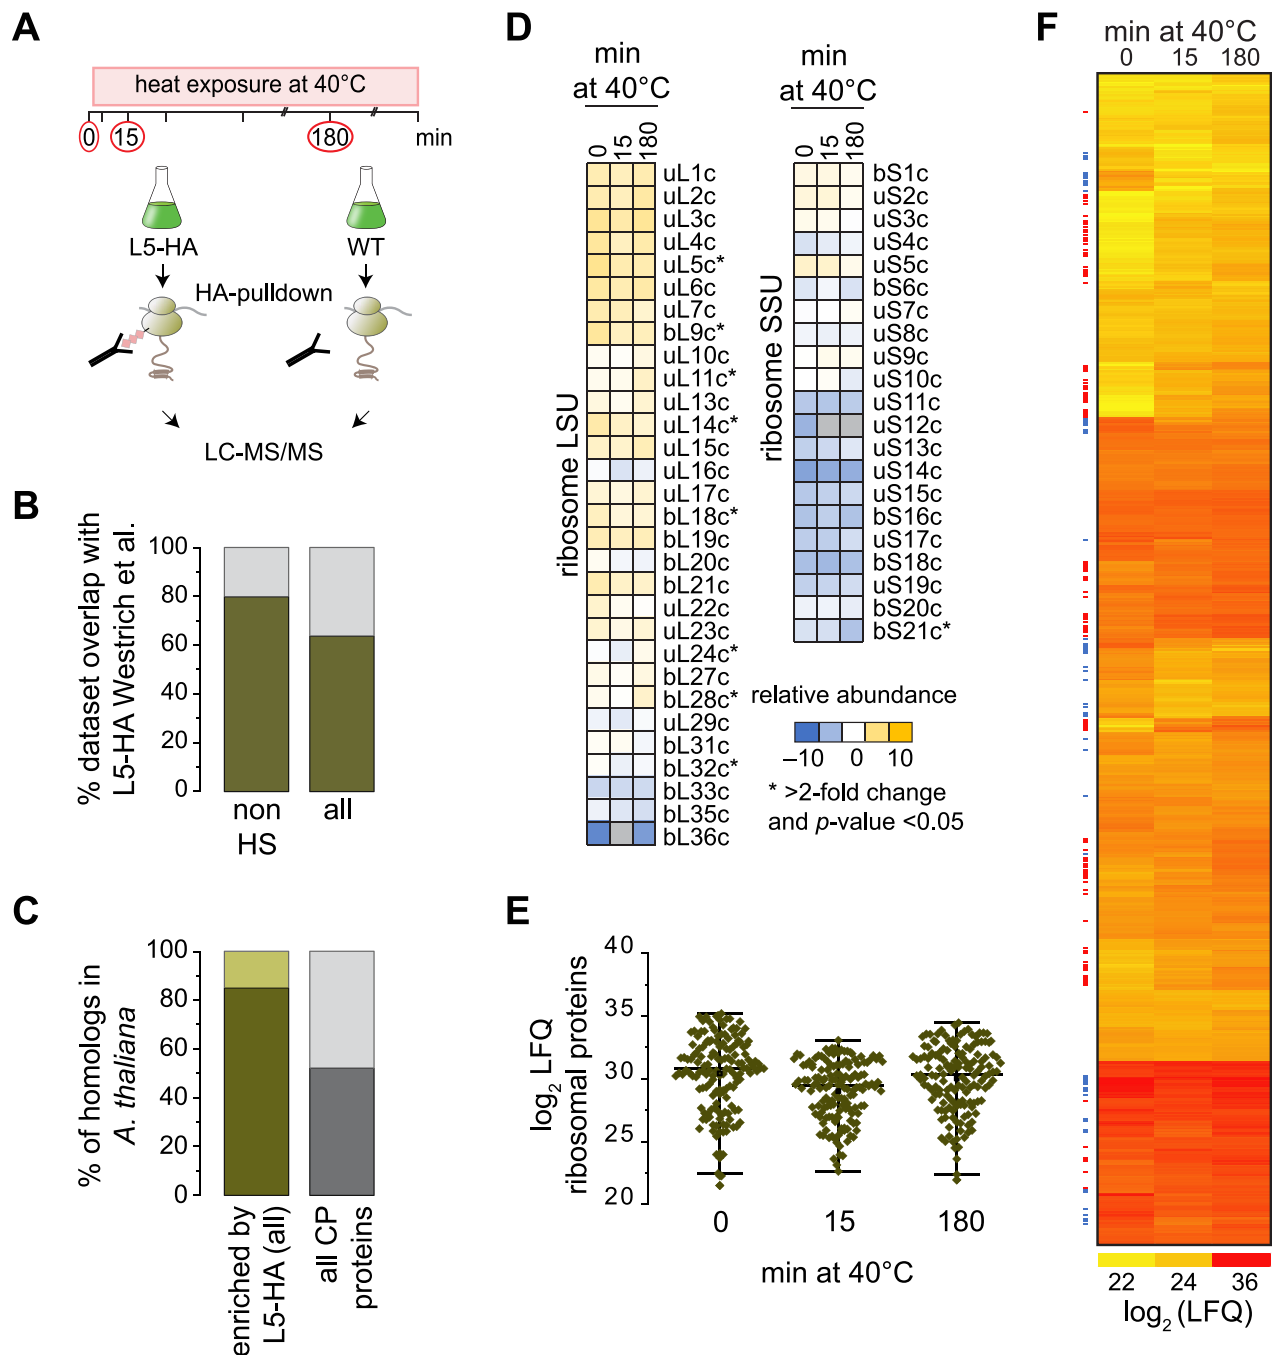 A
heat exposure at 40°C
0
15
180
min
L5-HA
WT
HA-pulldown
LC-MS/MS
B
% dataset overlap with
L5-HA Westrich et al.
100
80
60
40
20
0
non
HS
all
C
% of homologs in
A. thaliana
100
80
60
40
20
0
enriched by
L5-HA (all)
all CP
proteins
D
min
at 40°C
0
15
180
ribosome LSU
uL1c
uL2c
uL3c
uL4c
uL5c*
uL6c
uL7c
bL9c*
uL10c
uL11c*
uL13c
uL14c*
uL15c
uL16c
uL17c
bL18c*
bL19c
bL20c
bL21c
uL22c
uL23c
uL24c*
bL27c
bL28c*
uL29c
bL31c
bL32c*
bL33c
bL35c
bL36c
min
at 40°C
0
15
180
ribosome SSU
bS1c
uS2c
uS3c
uS4c
uS5c
bS6c
uS7c
uS8c
uS9c
uS10c
uS11c
uS12c
uS13c
uS14c
uS15c
bS16c
uS17c
bS18c
uS19c
bS20c
bS21c*
relative abundance
–10 0 10
* >2-fold change
and p-value <0.05
E
log2 LFQ
ribosomal proteins
40
35
30
25
20
0 15 180
min at 40°C
F
min at 40°C
0 15 180
22 24 36
log2 (LFQ)